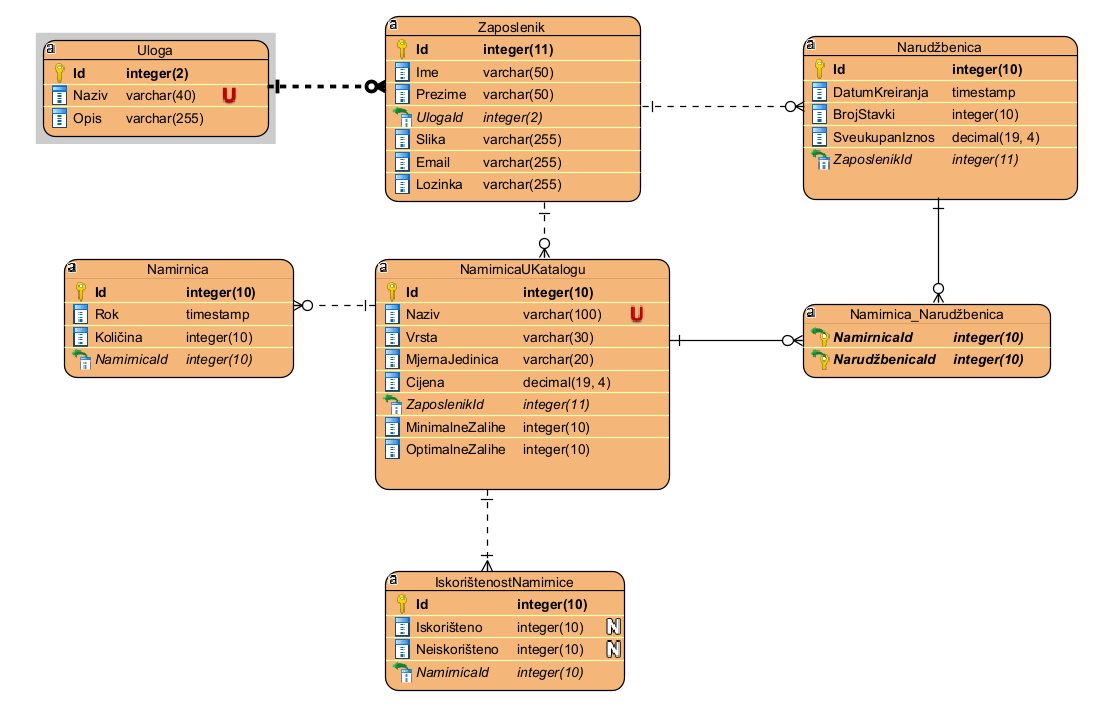 Uloga
Id integer(2)
Naziv varchar(40) U
Opis varchar(255)
Zaposlenik
Id integer(11)
Ime varchar(50)
Prezime varchar(50)
UlogaId integer(2)
Slika varchar(255)
Email varchar(255)
Lozinka varchar(255)
Narudžbenica
Id integer(10)
DatumKreiranja timestamp
BrojStavki integer(10)
SveukupanIznos decimal(19, 4)
ZaposlenikId integer(11)
Namirnica
Id integer(10)
Rok timestamp
Količina integer(10)
NamirnicaId integer(10)
NamirnicaUKatalogu
Id integer(10)
Naziv varchar(100) U
Vrsta varchar(30)
MjernaJedinica varchar(20)
Cijena decimal(19, 4)
ZaposlenikId integer(11)
MinimalneZalihe integer(10)
OptimalneZalihe integer(10)
Namirnica_Narudžbenica
NamirnicaId integer(10)
NarudžbenicaId integer(10)
IskorištenostNamirnice
Id integer(10)
Iskorišteno integer(10) N
Neiskorišteno integer(10) N
NamirnicaId integer(10)